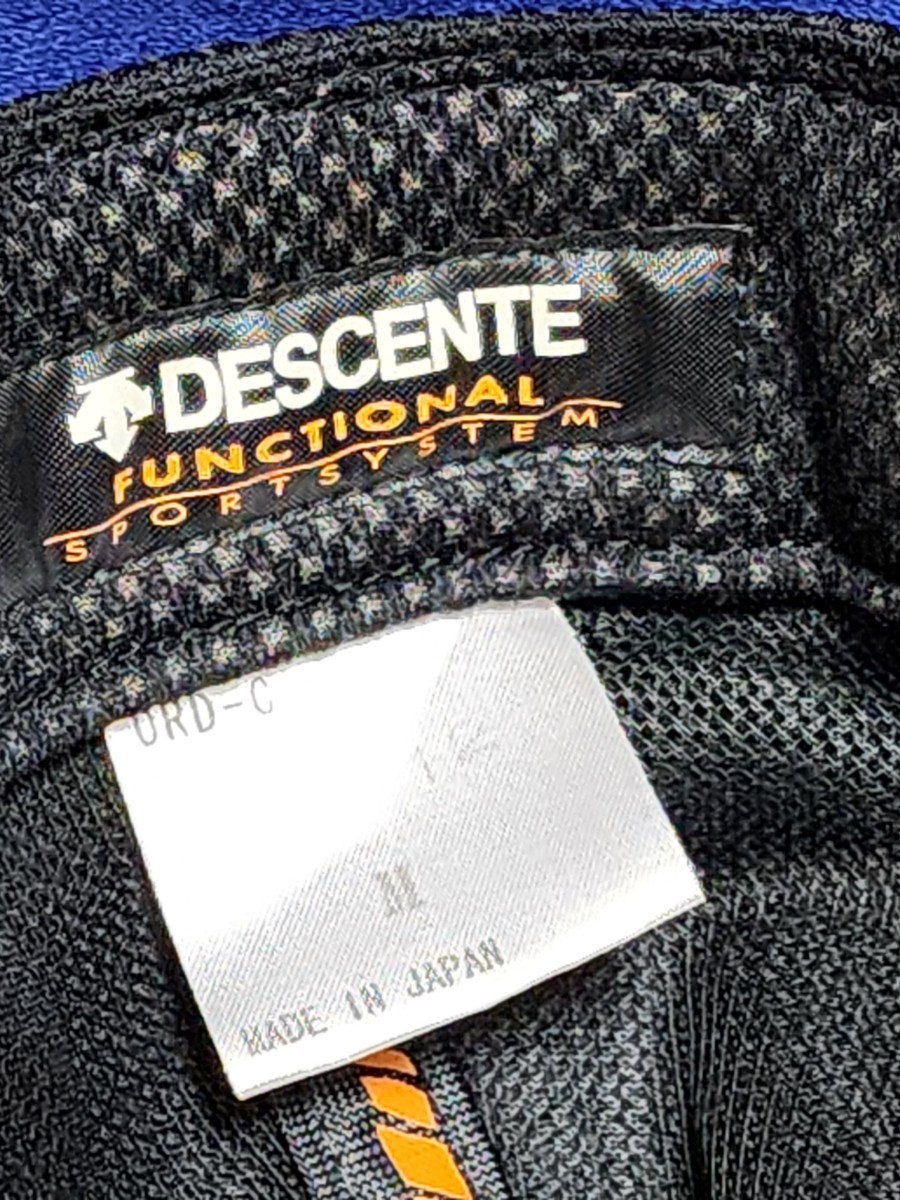 DESCENTE
FUNCTIONAL
SPORTSYSTEM
ORD-C
M
MADE IN JAPAN